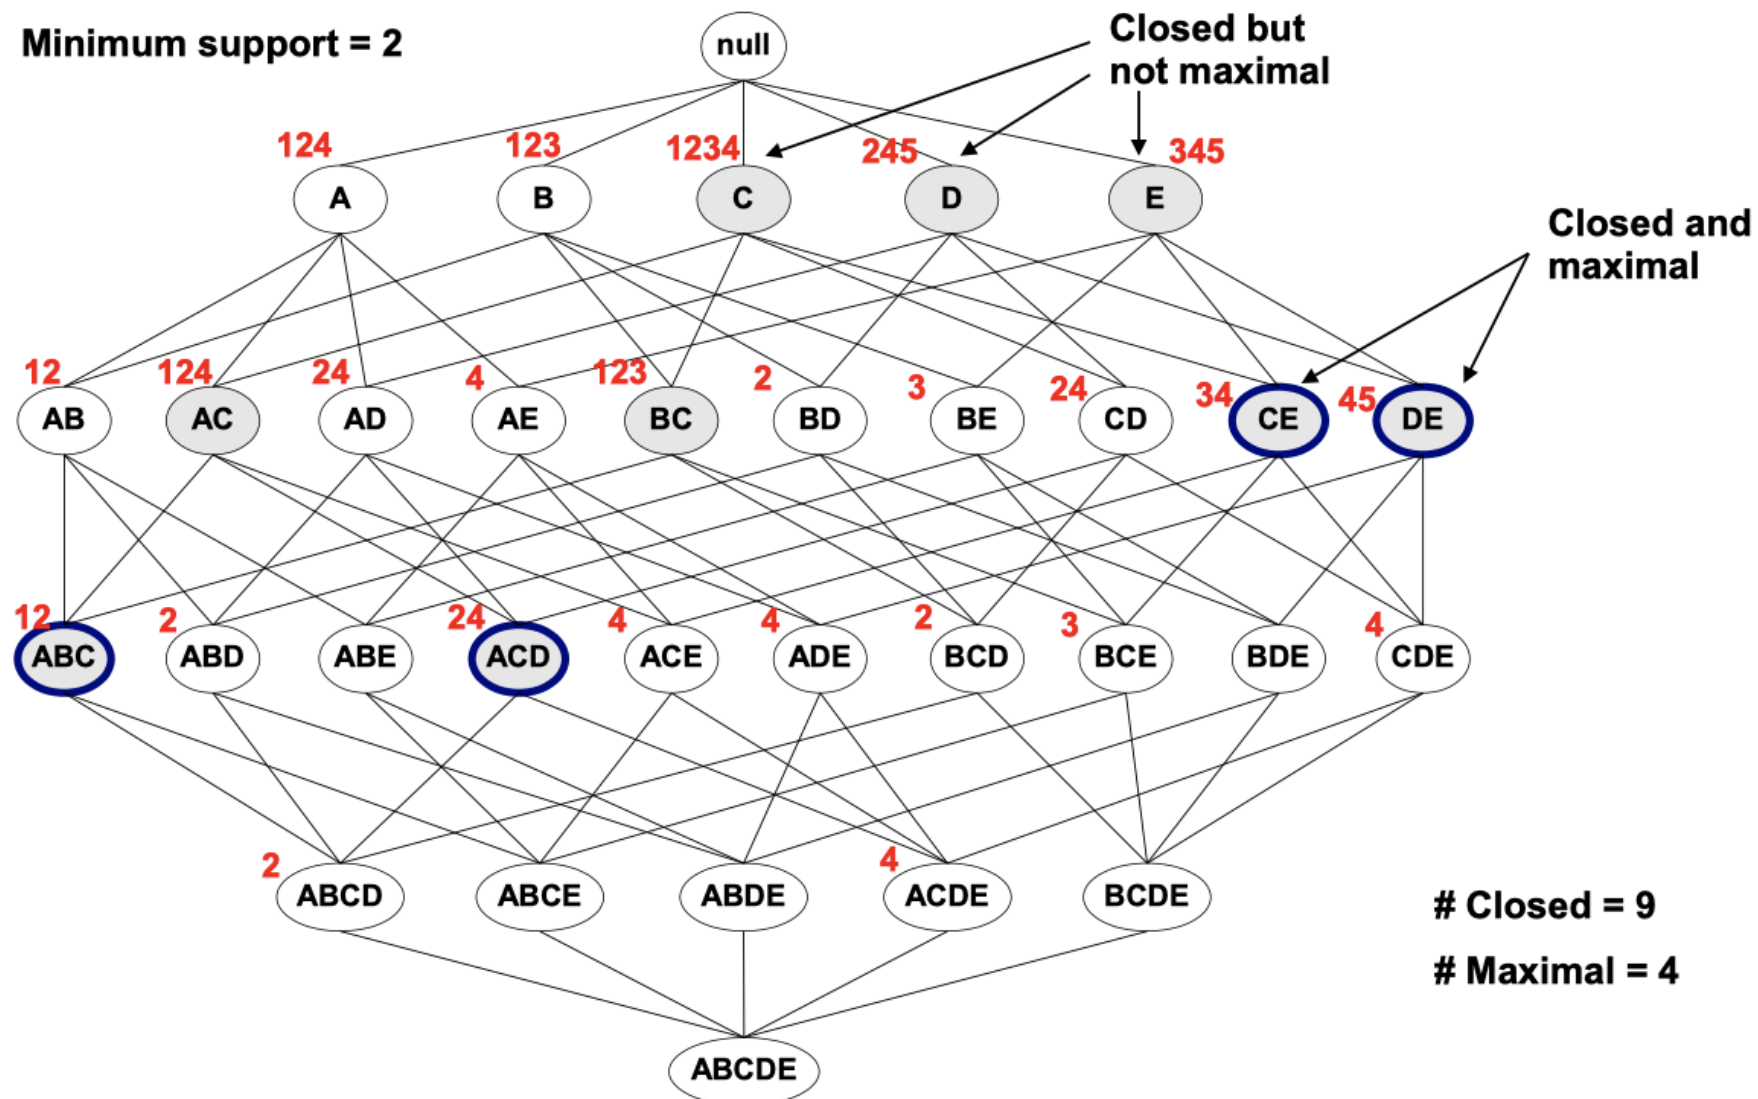 Minimum support = 2
null
Closed but
not maximal
124
123
1234
245
345
A
B
C
D
E
Closed and
maximal
12
124
24
4
123
2
3
24
34
45
AB
AC
AD
AE
BC
BD
BE
CD
CE
DE
12
2
24
4
4
2
3
4
ABC
ABD
ABE
ACD
ACE
ADE
BCD
BCE
BDE
CDE
2
4
ABCD
ABCE
ABDE
ACDE
BCDE
# Closed = 9
# Maximal = 4
ABCDE